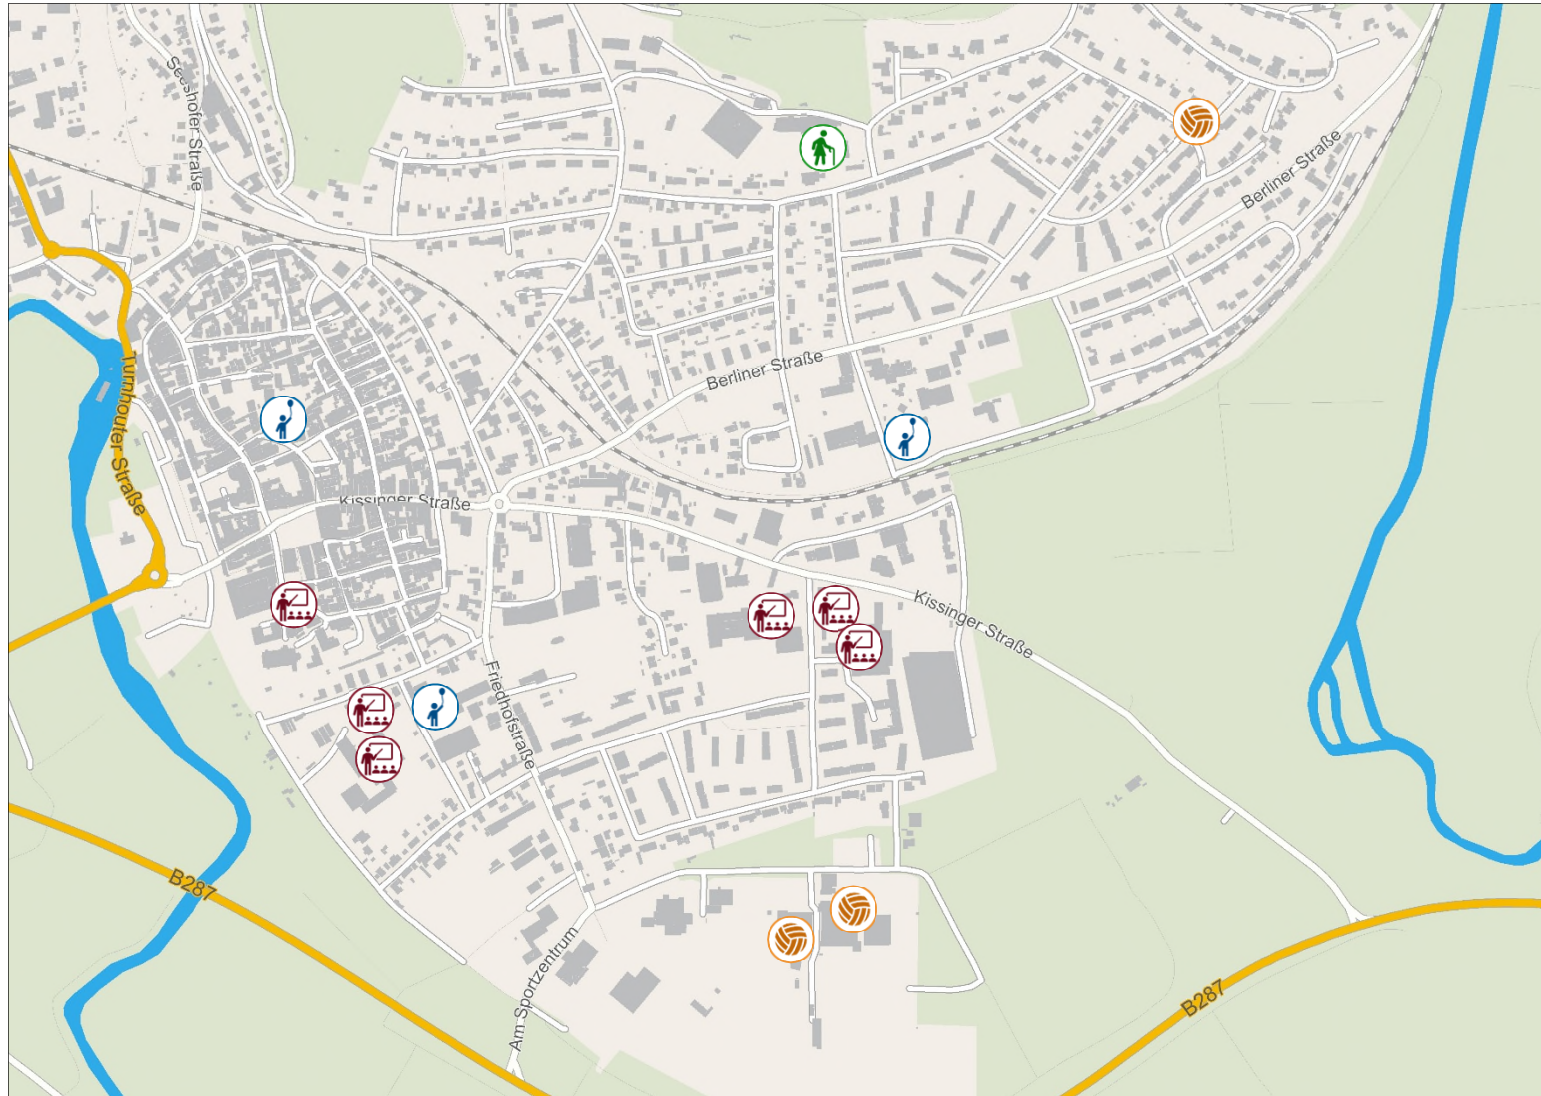 Seeshofer Straße
Berliner Straße
Turnhouter Straße
Berliner Straße
Kissinger Straße
Kissinger Straße
Friedhofstraße
B287
Am Sportzentrum
B287